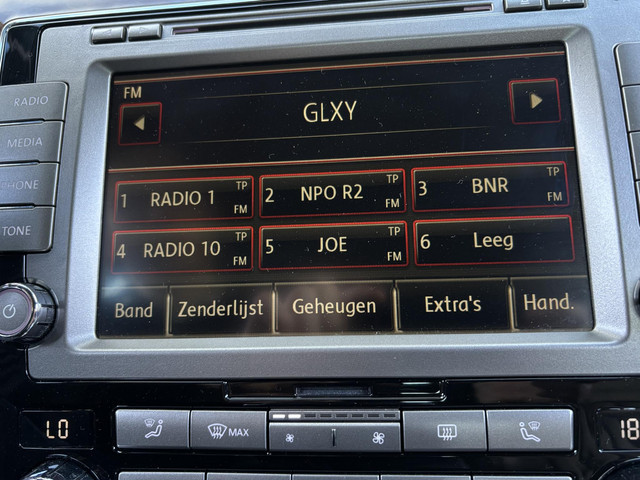 RADIO
MEDIA
PHONE
TONE
FM
GLXY
1 RADIO 1 TP FM
2 NPO R2 TP FM
3 BNR TP FM
4 RADIO 10 TP FM
5 JOE TP FM
6 Leeg
Band Zenderlijst Geheugen Extra's Hand.
LO
MAX
18